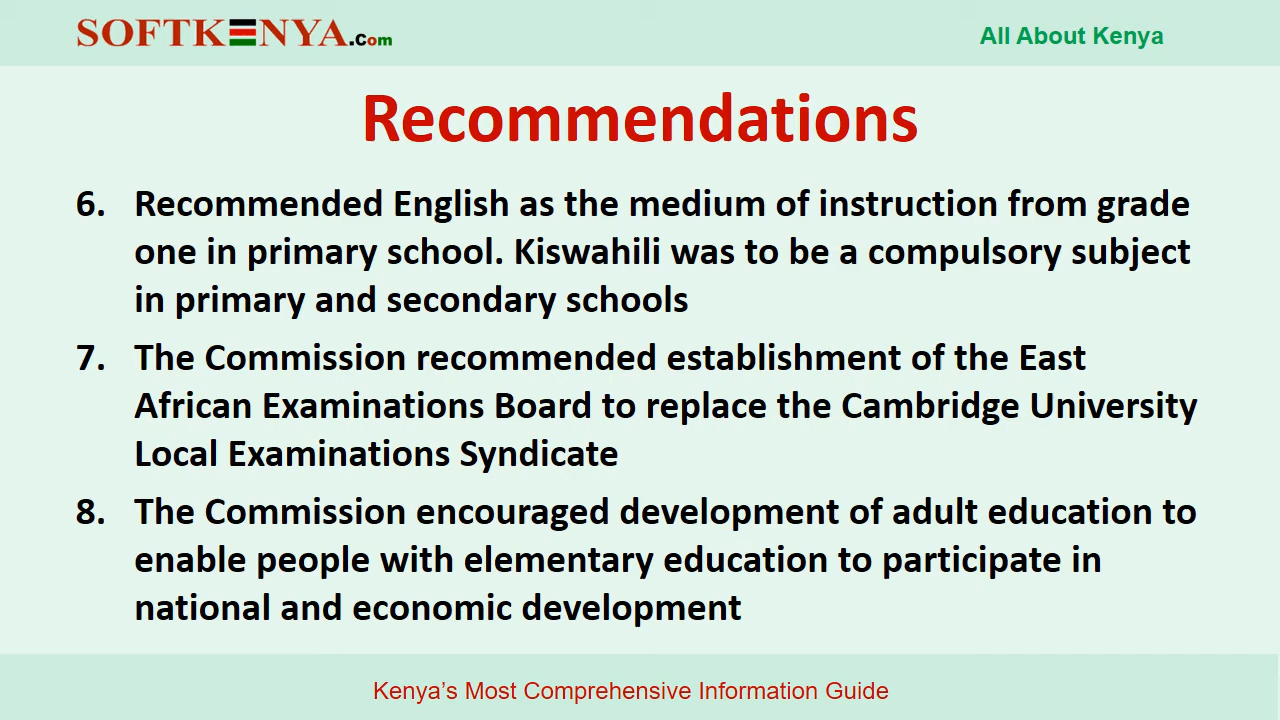 SOFTKENYA.Com
All About Kenya
Recommendations
6. Recommended English as the medium of instruction from grade
one in primary school. Kiswahili was to be a compulsory subject
in primary and secondary schools
7. The Commission recommended establishment of the East
African Examinations Board to replace the Cambridge University
Local Examinations Syndicate
8. The Commission encouraged development of adult education to
enable people with elementary education to participate in
national and economic development
Kenya’s Most Comprehensive Information Guide